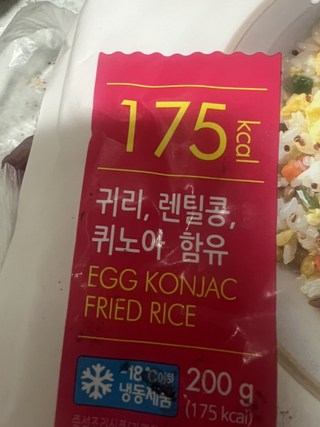 175 kcal
귀리, 렌틸콩,
퀴노아 함유
EGG KONJAC
FRIED RICE
-18℃이하
냉동제품
200 g
(175 kcal)